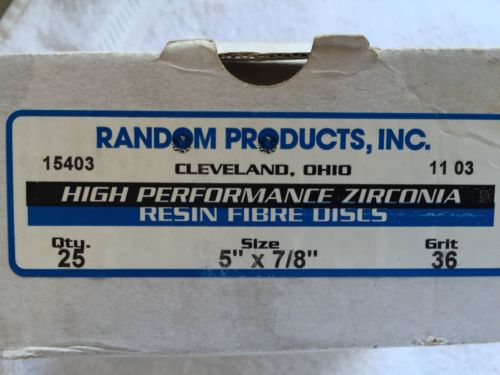 RANDOM PRODUCTS, INC.
15403 CLEVELAND, OHIO 11 03
HIGH PERFORMANCE ZIRCONIA
RESIN FIBRE DISCS
Qty. Size Grit
25 5" x 7/8" 36